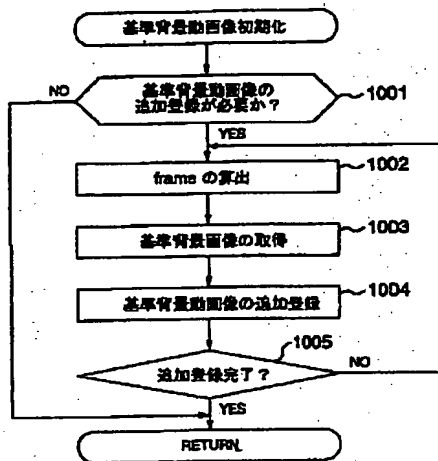 基準背景動画像初期化
NO
基準背景動画像の
追加登録が必要か?
1001
YES
frame の算出
1002
基準背景画像の取得
1003
基準背景動画像の追加登録
1004
1005
追加登録完了?
NO
YES
RETURN